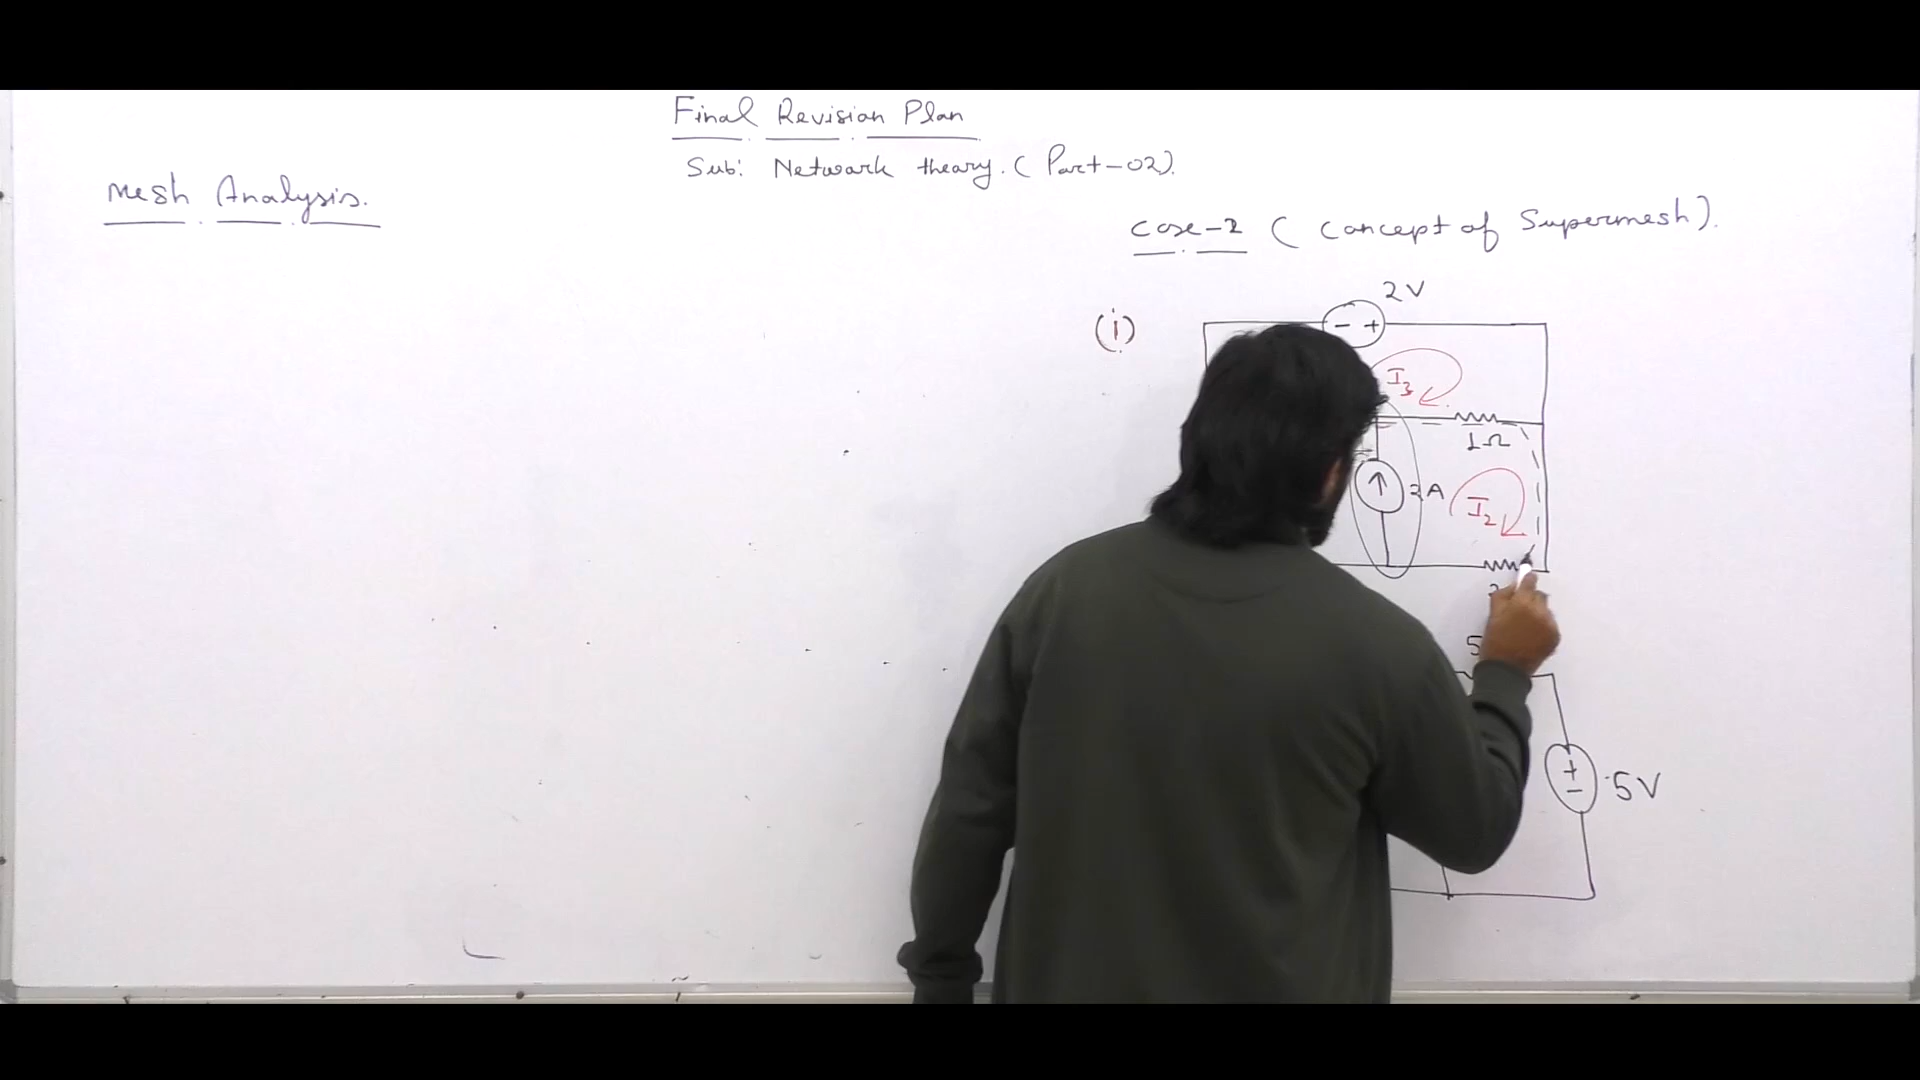 Final Revision Plan
Sub: Network theory. (Part-02).
Mesh Analysis.
Case-2 (Concept of Supermesh).
(i)
2V
- +
I3
1Ω
I2
5
+
-
5V